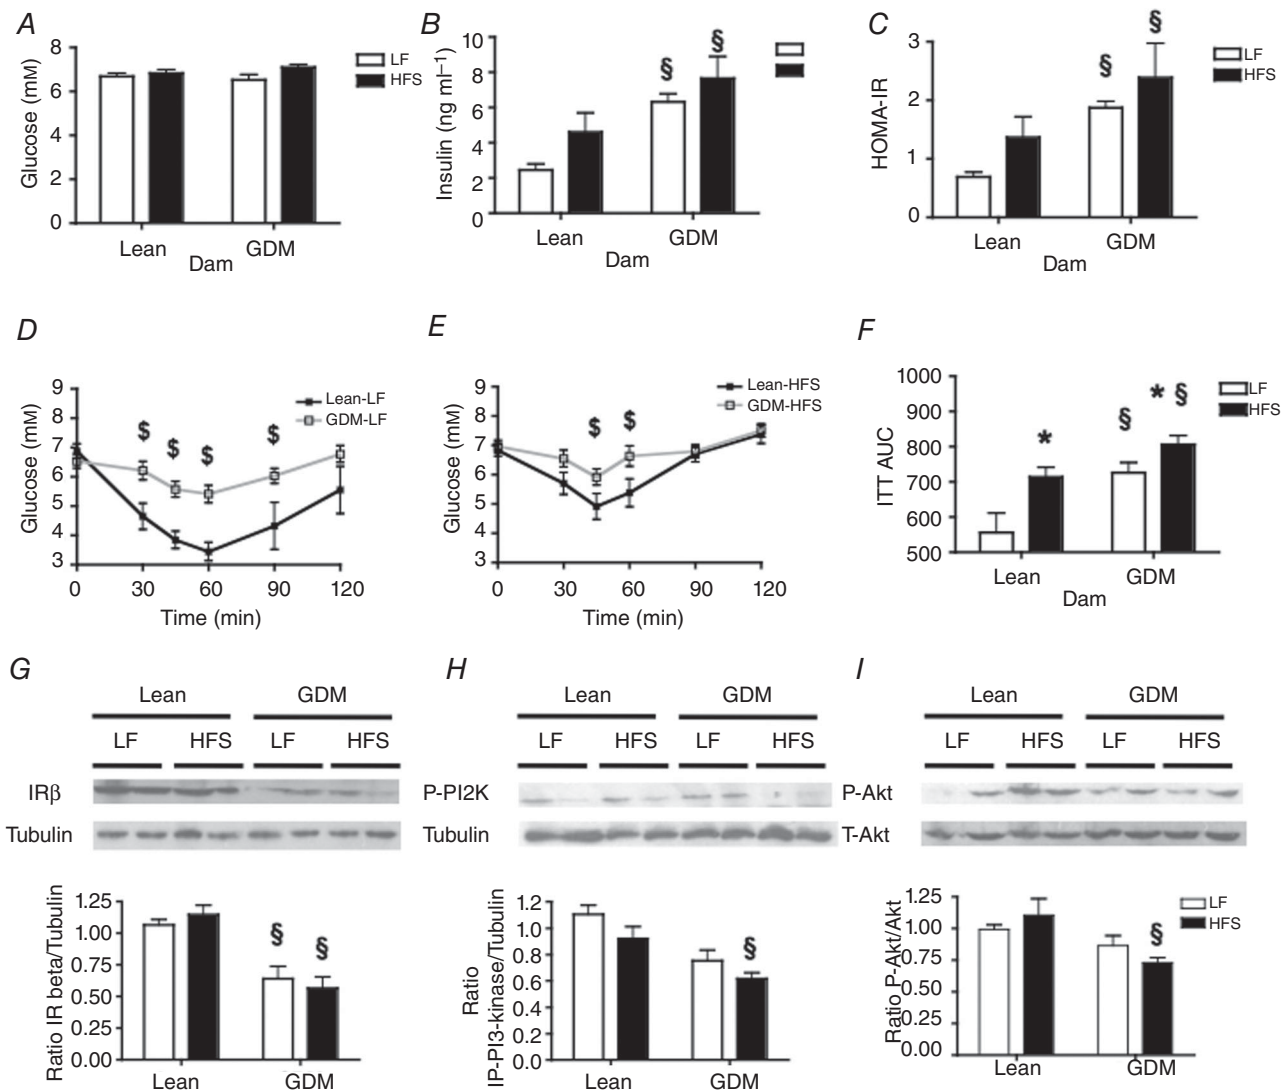 A
8
6
4
2
0
Glucose (mM)
LF
HFS
Lean
GDM
Dam
B
10
8
6
4
2
0
Insulin (ng ml–1)
§
§
Lean
GDM
Dam
C
3
2
1
0
HOMA-IR
§
§
LF
HFS
Lean
GDM
Dam
D
9
8
7
6
5
4
3
Glucose (mM)
$ $ $ $
Lean-LF
GDM-LF
0 30 60 90 120
Time (min)
E
9
8
7
6
5
4
3
Glucose (mM)
$ $
Lean-HFS
GDM-HFS
0 30 60 90 120
Time (min)
F
1000
900
800
700
600
500
ITT AUC
*
§
* §
LF
HFS
Lean
GDM
Dam
G
Lean GDM
LF HFS LF HFS
IRβ
Tubulin
1.25
1.00
0.75
0.50
0.25
0.00
Ratio IR beta/Tubulin
§
§
Lean
GDM
H
Lean GDM
LF HFS LF HFS
P-PI2K
Tubulin
1.2
1.0
0.8
0.6
0.4
0.2
0.0
Ratio
IP-PI3-kinase/Tubulin
§
Lean
GDM
I
Lean GDM
LF HFS LF HFS
P-Akt
T-Akt
1.25
1.00
0.75
0.50
0.25
0.00
Ratio P-Akt/Akt
§
LF
HFS
Lean
GDM